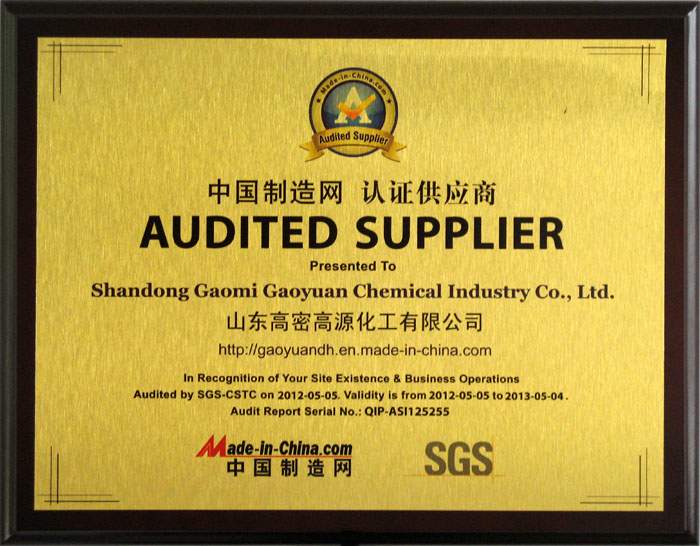 Made-in-China.com
Audited Supplier
中国制造网 认证供应商
AUDITED SUPPLIER
Presented To
Shandong Gaomi Gaoyuan Chemical Industry Co., Ltd.
山东高密高源化工有限公司
http://gaoyuandh.en.made-in-china.com
In Recognition of Your Site Existence & Business Operations
Audited by SGS-CSTC on 2012-05-05. Validity is from 2012-05-05 to 2013-05-04.
Audit Report Serial No.: QIP-ASI125255
Made-in-China.com
中国制造网
SGS